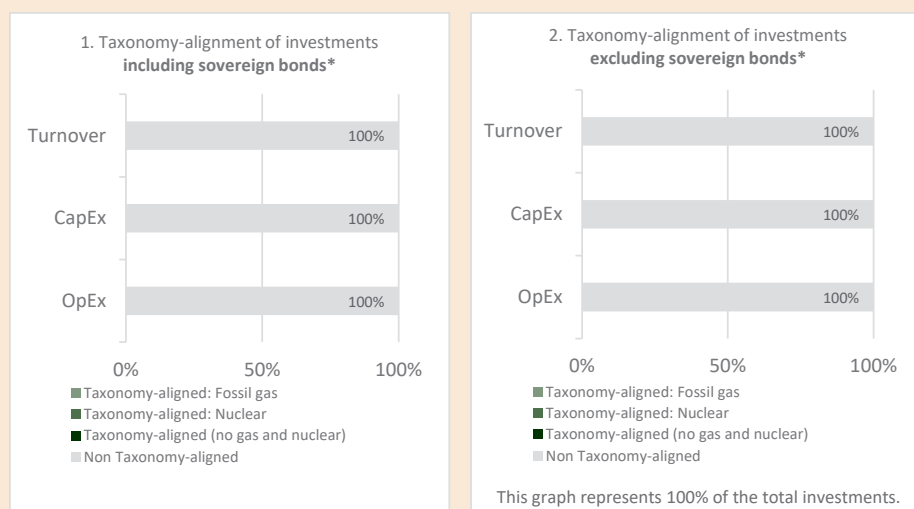 1. Taxonomy-alignment of investments
including sovereign bonds*
Turnover
100%
CapEx
100%
OpEx
100%
0%
50%
100%
Taxonomy-aligned: Fossil gas
Taxonomy-aligned: Nuclear
Taxonomy-aligned (no gas and nuclear)
Non Taxonomy-aligned
2. Taxonomy-alignment of investments
excluding sovereign bonds*
Turnover
100%
CapEx
100%
OpEx
100%
0%
50%
100%
Taxonomy-aligned: Fossil gas
Taxonomy-aligned: Nuclear
Taxonomy-aligned (no gas and nuclear)
Non Taxonomy-aligned
This graph represents 100% of the total investments.